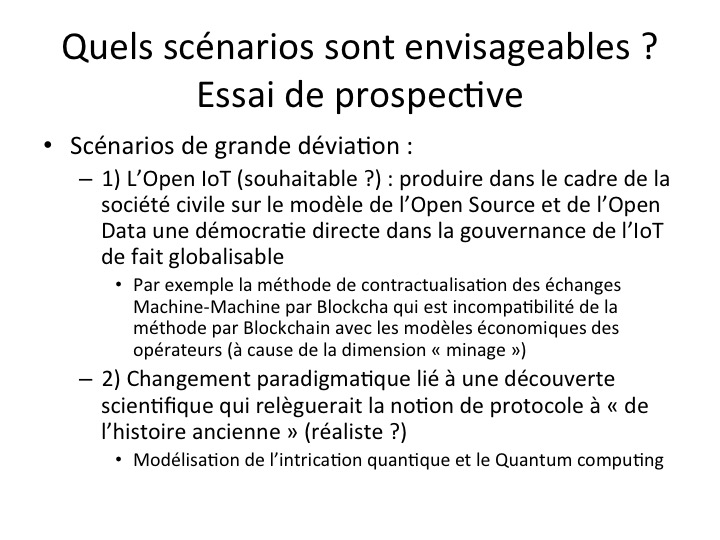 Quels scénarios sont envisageables ?
Essai de prospective
• Scénarios de grande déviation :
– 1) L’Open IoT (souhaitable ?) : produire dans le cadre de la
société civile sur le modèle de l’Open Source et de l’Open
Data une démocratie directe dans la gouvernance de l’IoT
de fait globalisable
• Par exemple la méthode de contractualisation des échanges
Machine-Machine par Blockcha qui est incompatibilité de la
méthode par Blockchain avec les modèles économiques des
opérateurs (à cause de la dimension « minage »)
– 2) Changement paradigmatique lié à une découverte
scientifique qui relèguerait la notion de protocole à « de
l’histoire ancienne » (réaliste ?)
• Modélisation de l’intrication quantique et le Quantum computing